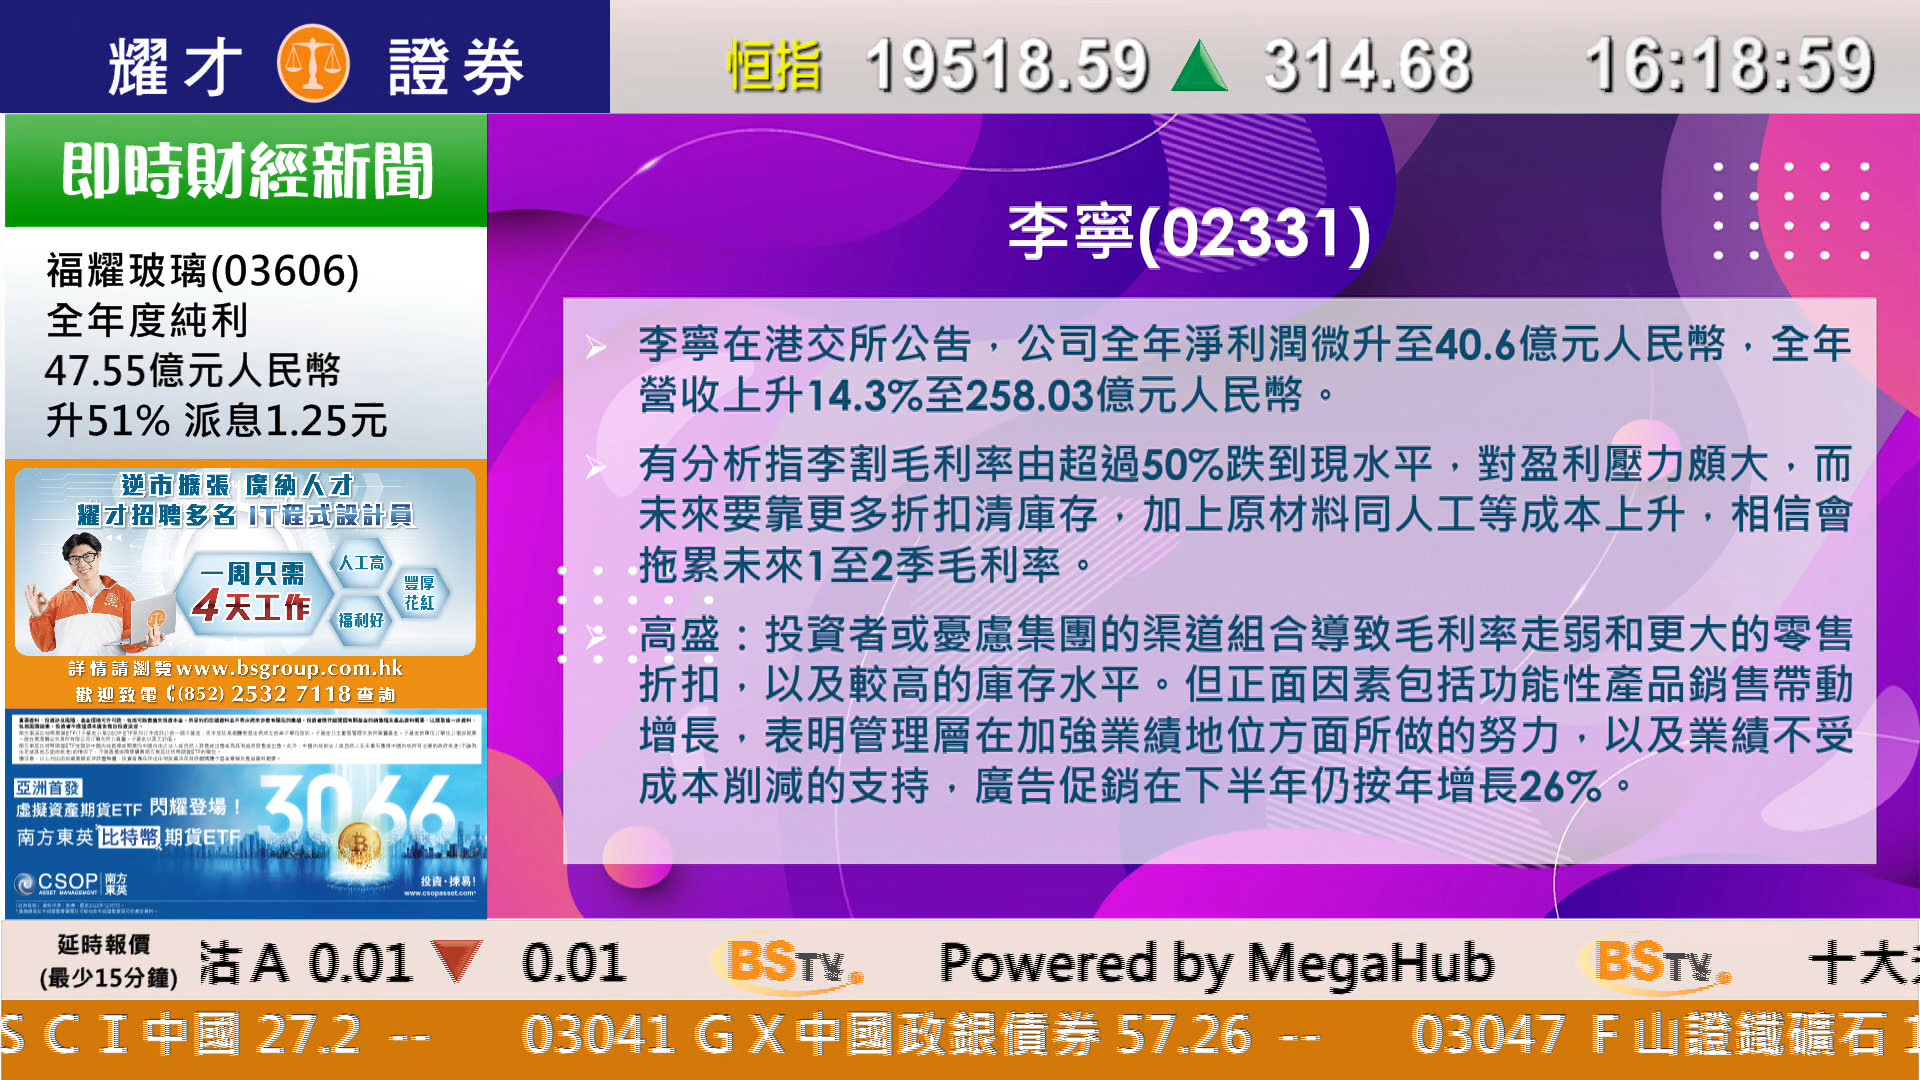 耀才 證券
恒指 19518.59 ▲ 314.68 16:18:59
即時財經新聞
福耀玻璃(03606)
全年度純利
47.55億元人民幣
升51% 派息1.25元
逆市擴張 廣納人才
耀才招聘多名 IT程式設計員
一周只需
4天工作
人工高
豐厚
花紅
福利好
詳情請瀏覽www.bsgroup.com.hk
歡迎致電 (852) 2532 7118 查詢
亞洲首發
虛擬資產期貨ETF 閃耀登場！
南方東英 比特幣 期貨ETF
3066
CSOP 南方
東英
ASSET MANAGEMENT
投資·揀易!
www.csopasset.com
李寧(02331)
李寧在港交所公告，公司全年淨利潤微升至40.6億元人民幣，全年
營收上升14.3%至258.03億元人民幣。
有分析指李割毛利率由超過50%跌到現水平，對盈利壓力頗大，而
未來要靠更多折扣清庫存，加上原材料同人工等成本上升，相信會
拖累未來1至2季毛利率。
高盛：投資者或憂慮集團的渠道組合導致毛利率走弱和更大的零售
折扣，以及較高的庫存水平。但正面因素包括功能性產品銷售帶動
增長，表明管理層在加強業績地位方面所做的努力，以及業績不受
成本削減的支持，廣告促銷在下半年仍按年增長26%。
延時報價
(最少15分鐘)
沽A 0.01 ▼ 0.01 BSTV Powered by MegaHub BSTV 十大
SCI中國 27.2 -- 03041 GX中國政銀債券 57.26 -- 03047 F山證鐵礦石 1